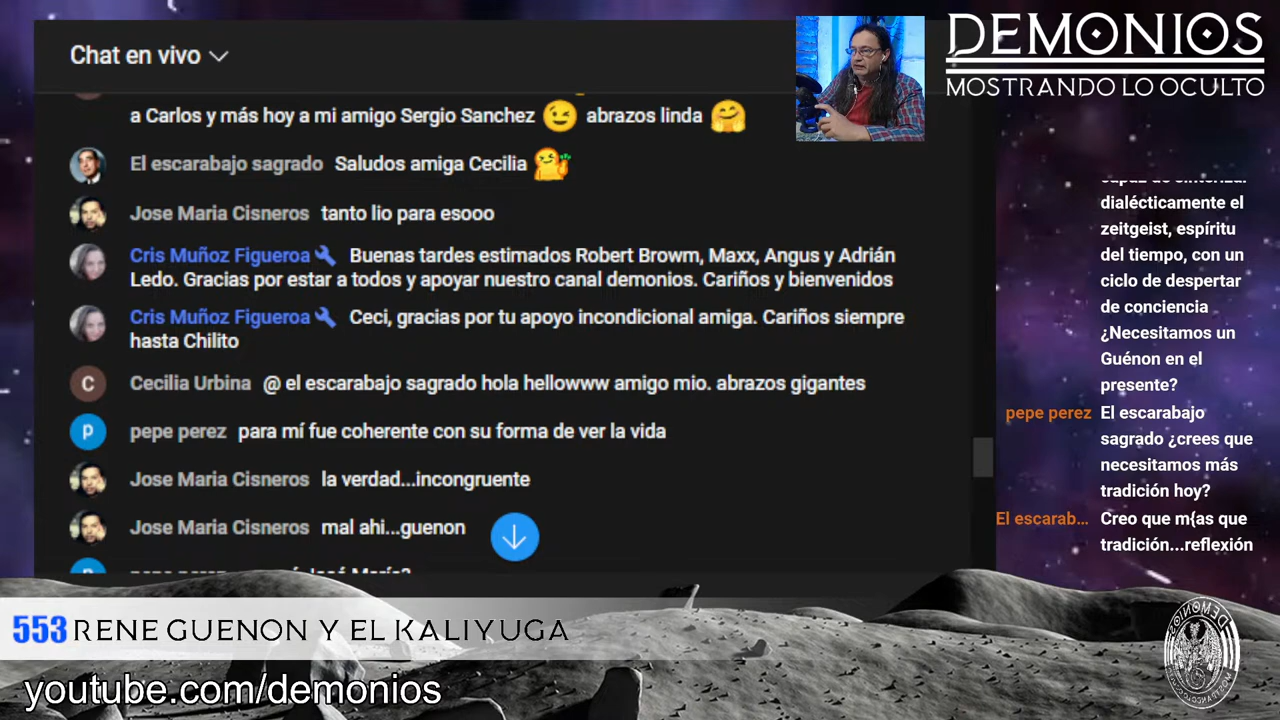 Chat en vivo
a Carlos y más hoy a mi amigo Sergio Sanchez 😉 abrazos linda 🤗
El escarabajo sagrado Saludos amiga Cecilia
Jose Maria Cisneros tanto lio para esooo
Cris Muñoz Figueroa Buenas tardes estimados Robert Browm, Maxx, Angus y Adrián
Ledo. Gracias por estar a todos y apoyar nuestro canal demonios. Cariños y bienvenidos
Cris Muñoz Figueroa Ceci, gracias por tu apoyo incondicional amiga. Cariños siempre
hasta Chilito
C Cecilia Urbina @ el escarabajo sagrado hola hellowww amigo mio. abrazos gigantes
p pepe perez para mí fue coherente con su forma de ver la vida
Jose Maria Cisneros la verdad...incongruente
Jose Maria Cisneros mal ahi...guenon
DEMONIOS
MOSTRANDO LO OCULTO
dialécticamente el
zeitgeist, espíritu
del tiempo, con un
ciclo de despertar
de conciencia
¿Necesitamos un
Guénon en el
presente?
pepe perez El escarabajo
sagrado ¿crees que
necesitamos más
tradición hoy?
El escarab... Creo que m{as que
tradición...reflexión
553 RENE GUENON Y EL KALIYUGA
youtube.com/demonios